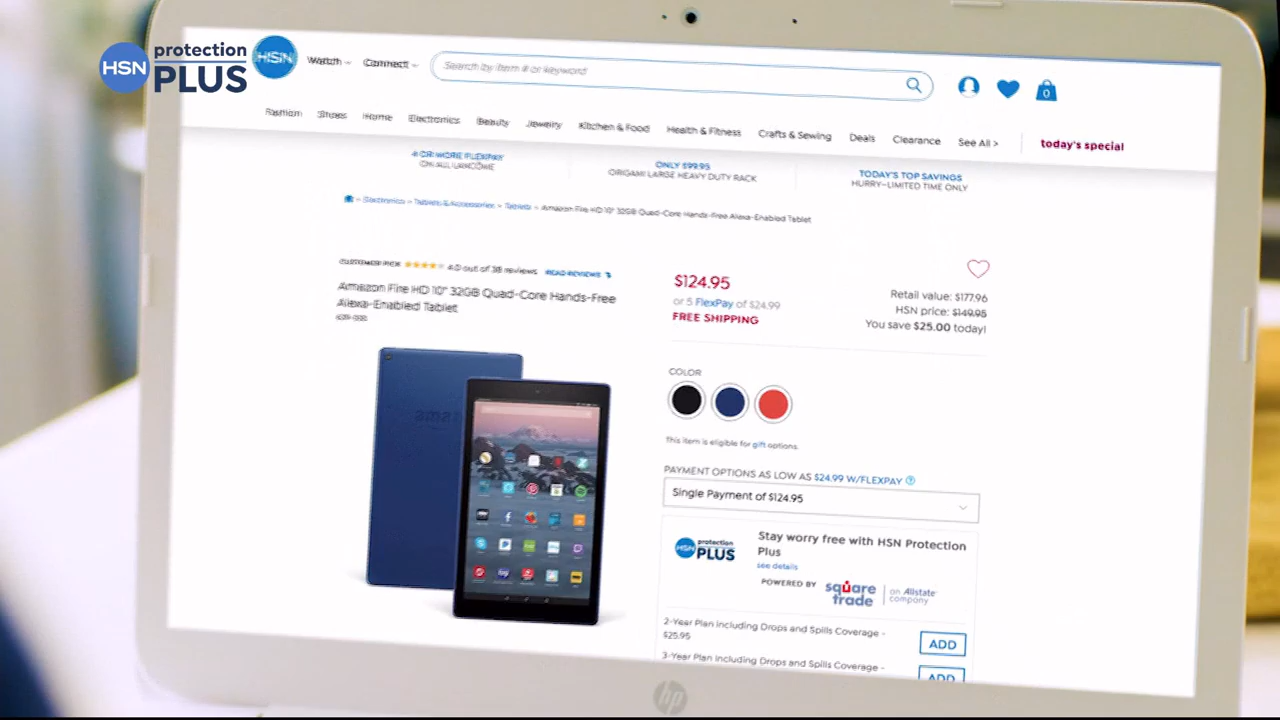 HSN protection PLUS
HSN Watch Connect Search by item # or keyword 0
Fashion Shoes Home Electronics Beauty Jewelry Kitchen & Food Health & Fitness Crafts & Sewing Deals Clearance See All > today's special
ONLY $99.95
ORIGAMI LARGE HEAVY DUTY RACK
TODAY'S TOP SAVINGS
HURRY–LIMITED TIME ONLY
Electronics > Tablets & Accessories > Tablets > Amazon Fire HD 10" 32GB Quad-Core Hands-Free Alexa-Enabled Tablet
CUSTOMER PICK 4.0 out of 38 reviews READ REVIEWS
Amazon Fire HD 10" 32GB Quad-Core Hands-Free
Alexa-Enabled Tablet
$124.95
or 5 FlexPay of $24.99
FREE SHIPPING
Retail value: $177.96
HSN price: $149.95
You save $25.00 today!
COLOR
This item is eligible for gift options.
PAYMENT OPTIONS AS LOW AS $24.99 W/FLEXPAY ?
Single Payment of $124.95
HSN protection PLUS
Stay worry free with HSN Protection
Plus
see details
POWERED BY square trade an Allstate company
2-Year Plan including Drops and Spills Coverage -
$25.95
ADD
3-Year Plan including Drops and Spills Coverage -
ADD
hp